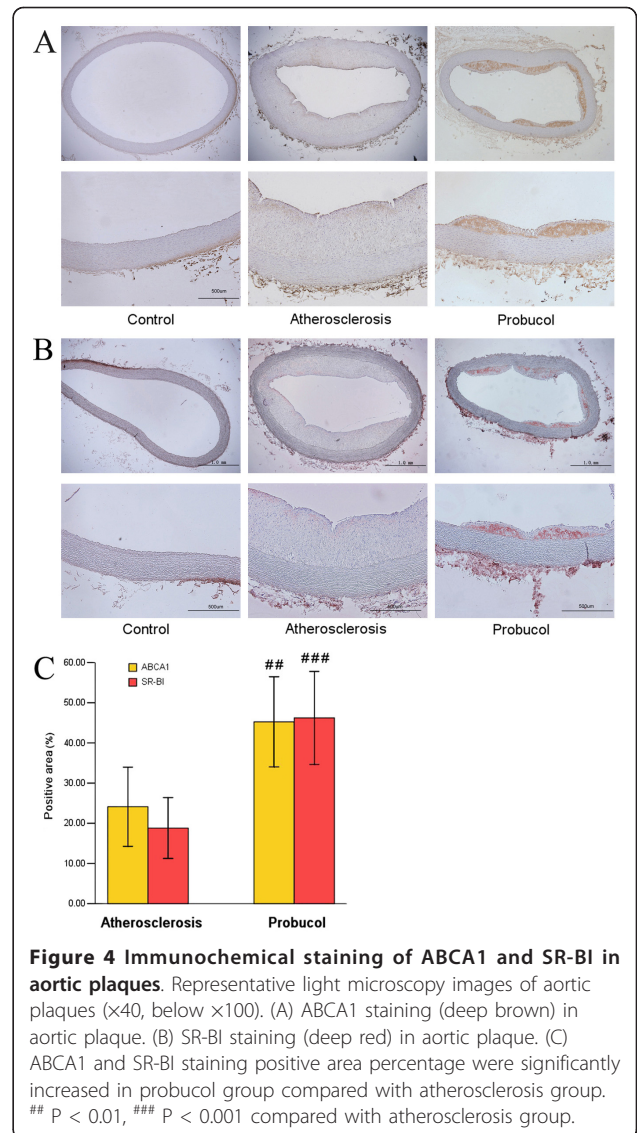 A
500um
Control Atherosclerosis Probucol
B
1.0 mm 1.0 mm 1.0 mm
500um 500um 500um
Control Atherosclerosis Probucol
C
60.00
50.00
40.00
30.00
20.00
10.00
0.00
Positive area(%)
ABCA1
SR-BI
## ###
Atherosclerosis Probucol
Figure 4 Immunochemical staining of ABCA1 and SR-BI in
aortic plaques. Representative light microscopy images of aortic
plaques (×40, below ×100). (A) ABCA1 staining (deep brown) in
aortic plaque. (B) SR-BI staining (deep red) in aortic plaque. (C)
ABCA1 and SR-BI staining positive area percentage were significantly
increased in probucol group compared with atherosclerosis group.
## P < 0.01, ### P < 0.001 compared with atherosclerosis group.